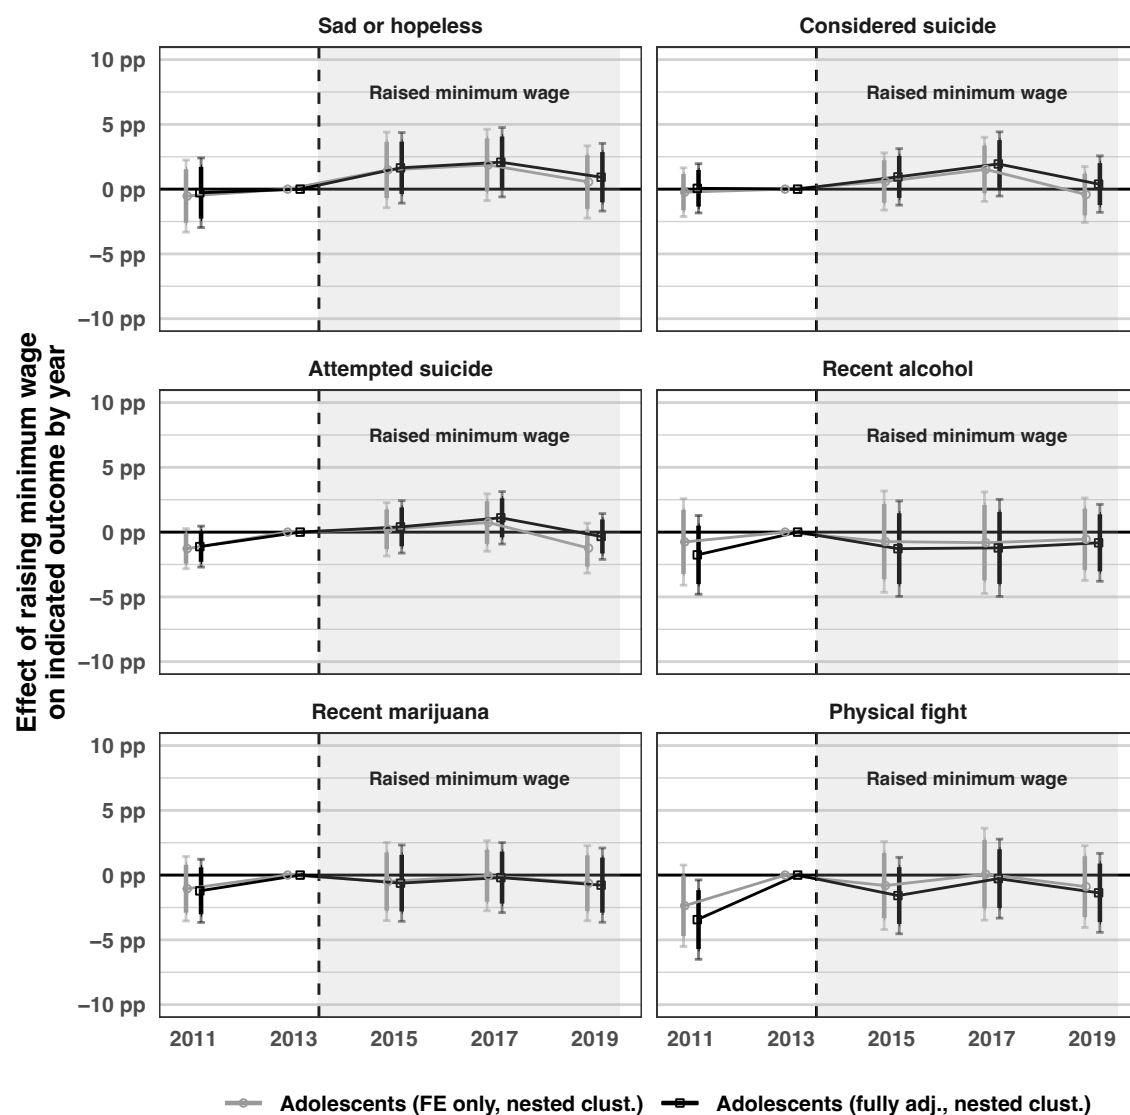 Sad or hopeless
Considered suicide
10 pp
5 pp
0 pp
−5 pp
−10 pp
Raised minimum wage
Raised minimum wage
Attempted suicide
Recent alcohol
10 pp
5 pp
0 pp
−5 pp
−10 pp
Raised minimum wage
Raised minimum wage
Effect of raising minimum wage
on indicated outcome by year
Recent marijuana
Physical fight
10 pp
5 pp
0 pp
−5 pp
−10 pp
Raised minimum wage
Raised minimum wage
2011 2013 2015 2017 2019
2011 2013 2015 2017 2019
Adolescents (FE only, nested clust.)
Adolescents (fully adj., nested clust.)